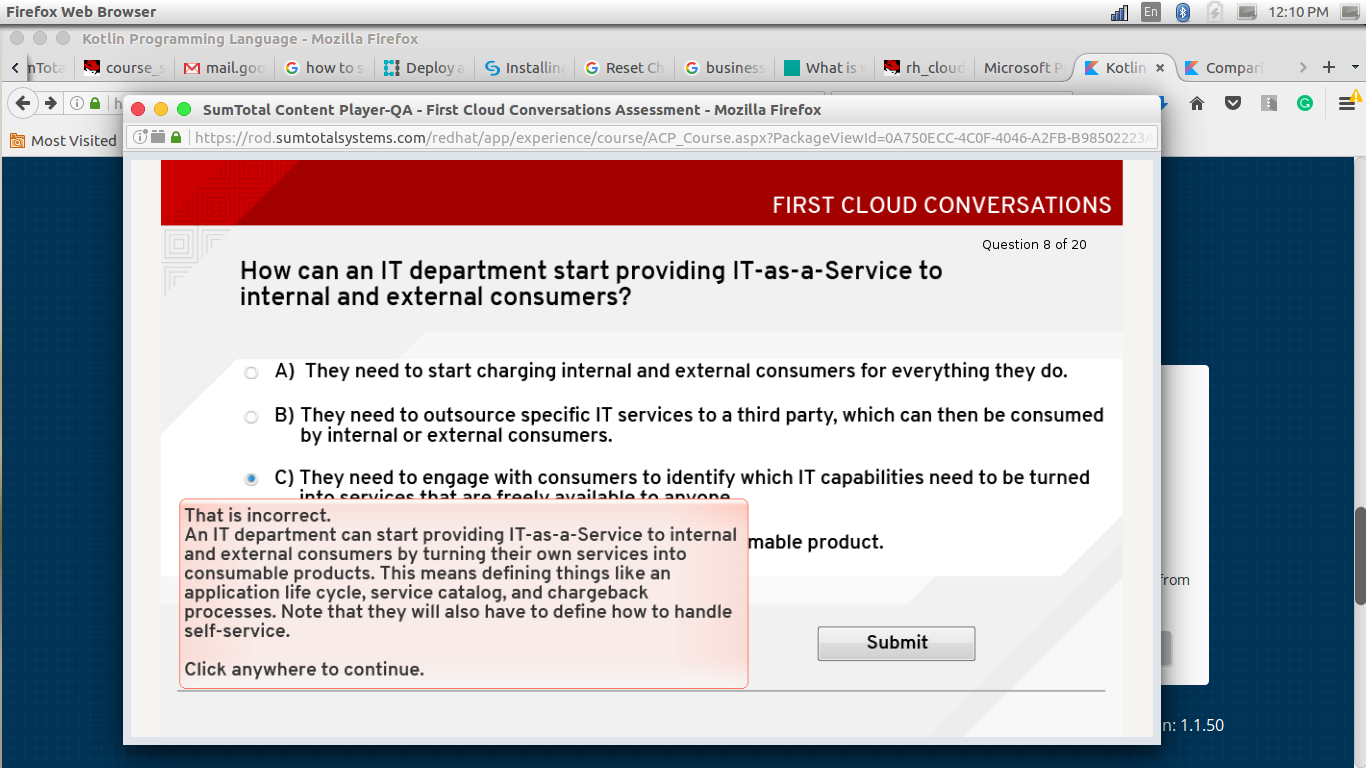 Firefox Web Browser
En
12:10 PM
Kotlin Programming Language - Mozilla Firefox
nTota
course_s
mail.goo
how to s
Deploy a
Installin
Reset Ch
business
What is
rh_cloud
Microsoft P
Kotlin
Compari
Most Visited
SumTotal Content Player-QA - First Cloud Conversations Assessment - Mozilla Firefox
https://rod.sumtotalsystems.com/redhat/app/experience/course/ACP_Course.aspx?PackageViewId=0A750ECC-4C0F-4046-A2FB-B98502223A
FIRST CLOUD CONVERSATIONS
Question 8 of 20
How can an IT department start providing IT-as-a-Service to
internal and external consumers?
A) They need to start charging internal and external consumers for everything they do.
B) They need to outsource specific IT services to a third party, which can then be consumed
by internal or external consumers.
C) They need to engage with consumers to identify which IT capabilities need to be turned
into services that are freely available to anyone
mable product.
That is incorrect.
An IT department can start providing IT-as-a-Service to internal
and external consumers by turning their own services into
consumable products. This means defining things like an
application life cycle, service catalog, and chargeback
processes. Note that they will also have to define how to handle
self-service.
Click anywhere to continue.
Submit
from
n: 1.1.50